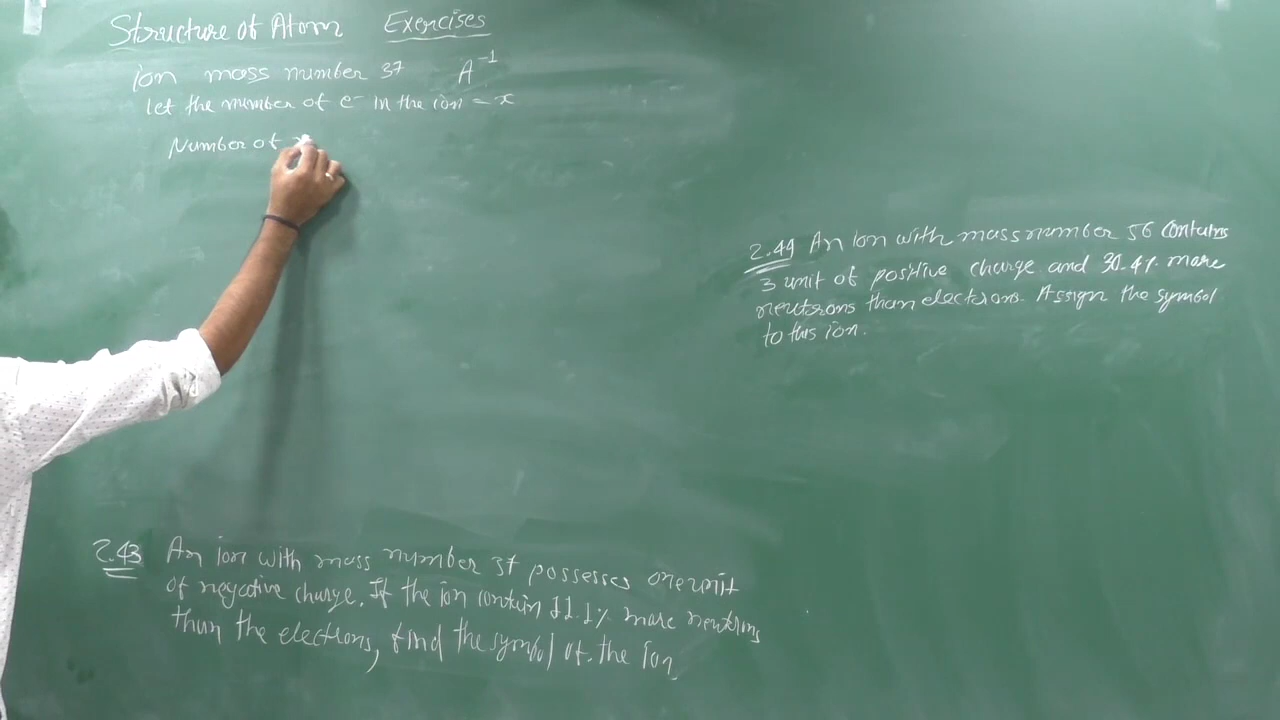 Structure of Atom Exercises
ion mass number 37 A⁻¹
let the number of e⁻ in the ion = x
Number of
2.44 An ion with mass number 56 contains
3 unit of positive charge and 30.4% more
neutrons than electrons. Assign the symbol
to this ion.
2.43 An ion with mass number 37 possesses one unit
of negative charge. If the ion contain 11.1% more neutrons
than the electrons, find the symbol of the ion